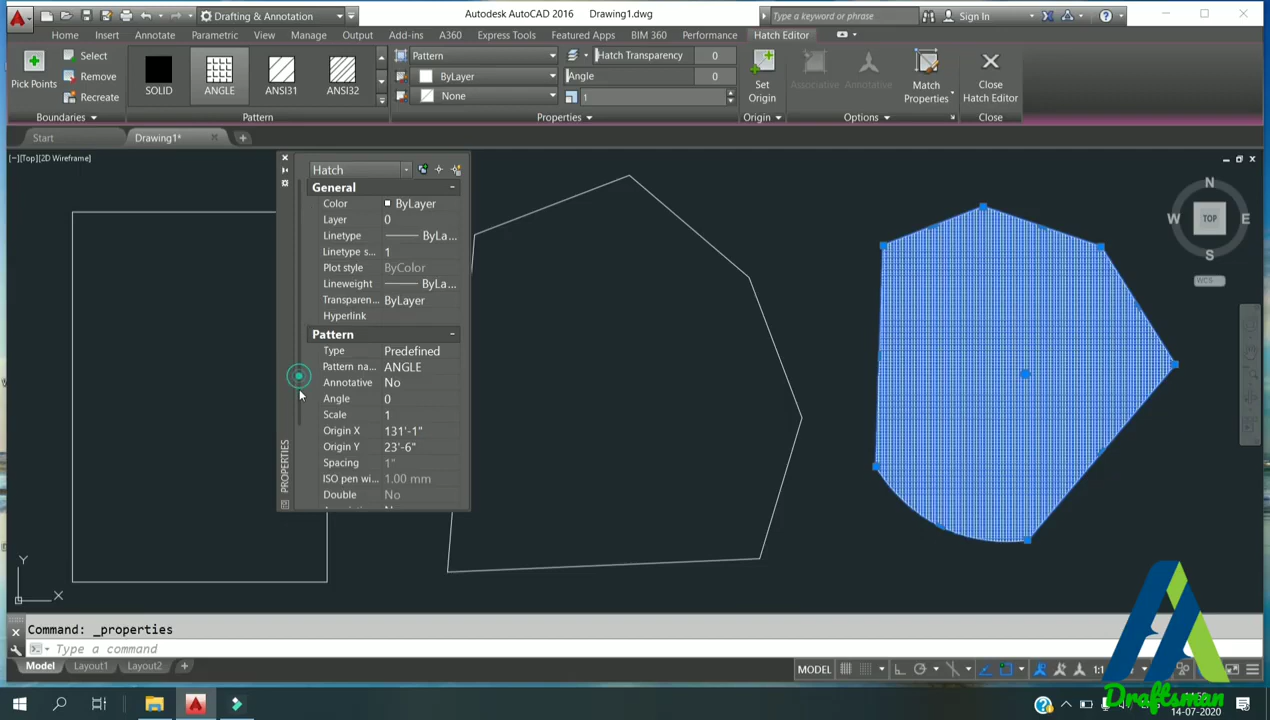 Drafting & Annotation
Autodesk AutoCAD 2016 Drawing1.dwg
Type a keyword or phrase
Sign In
Home Insert Annotate Parametric View Manage Output Add-ins A360 Express Tools Featured Apps BIM 360 Performance Hatch Editor
Pick Points
Select
Remove
Recreate
Boundaries
SOLID
ANGLE
ANSI31
ANSI32
Pattern
Pattern
ByLayer
None
Hatch Transparency 0
Angle 0
1
Properties
Set
Origin
Origin
Associative
Annotative
Match
Properties
Options
Close
Hatch Editor
Close
Start
Drawing1*
[−][Top][2D Wireframe]
Hatch
General
Color ByLayer
Layer 0
Linetype ByLa...
Linetype s... 1
Plot style ByColor
Lineweight ByLa...
Transparen... ByLayer
Hyperlink
Pattern
Type Predefined
Pattern na... ANGLE
Annotative No
Angle 0
Scale 1
Origin X 131'-1"
Origin Y 23'-6"
Spacing 1"
ISO pen wi... 1.00 mm
Double No
PROPERTIES
N
W TOP E
S
WCS
Y
X
Command: _properties
Type a command
Model Layout1 Layout2
MODEL
1:1
Draftsman
14-07-2020